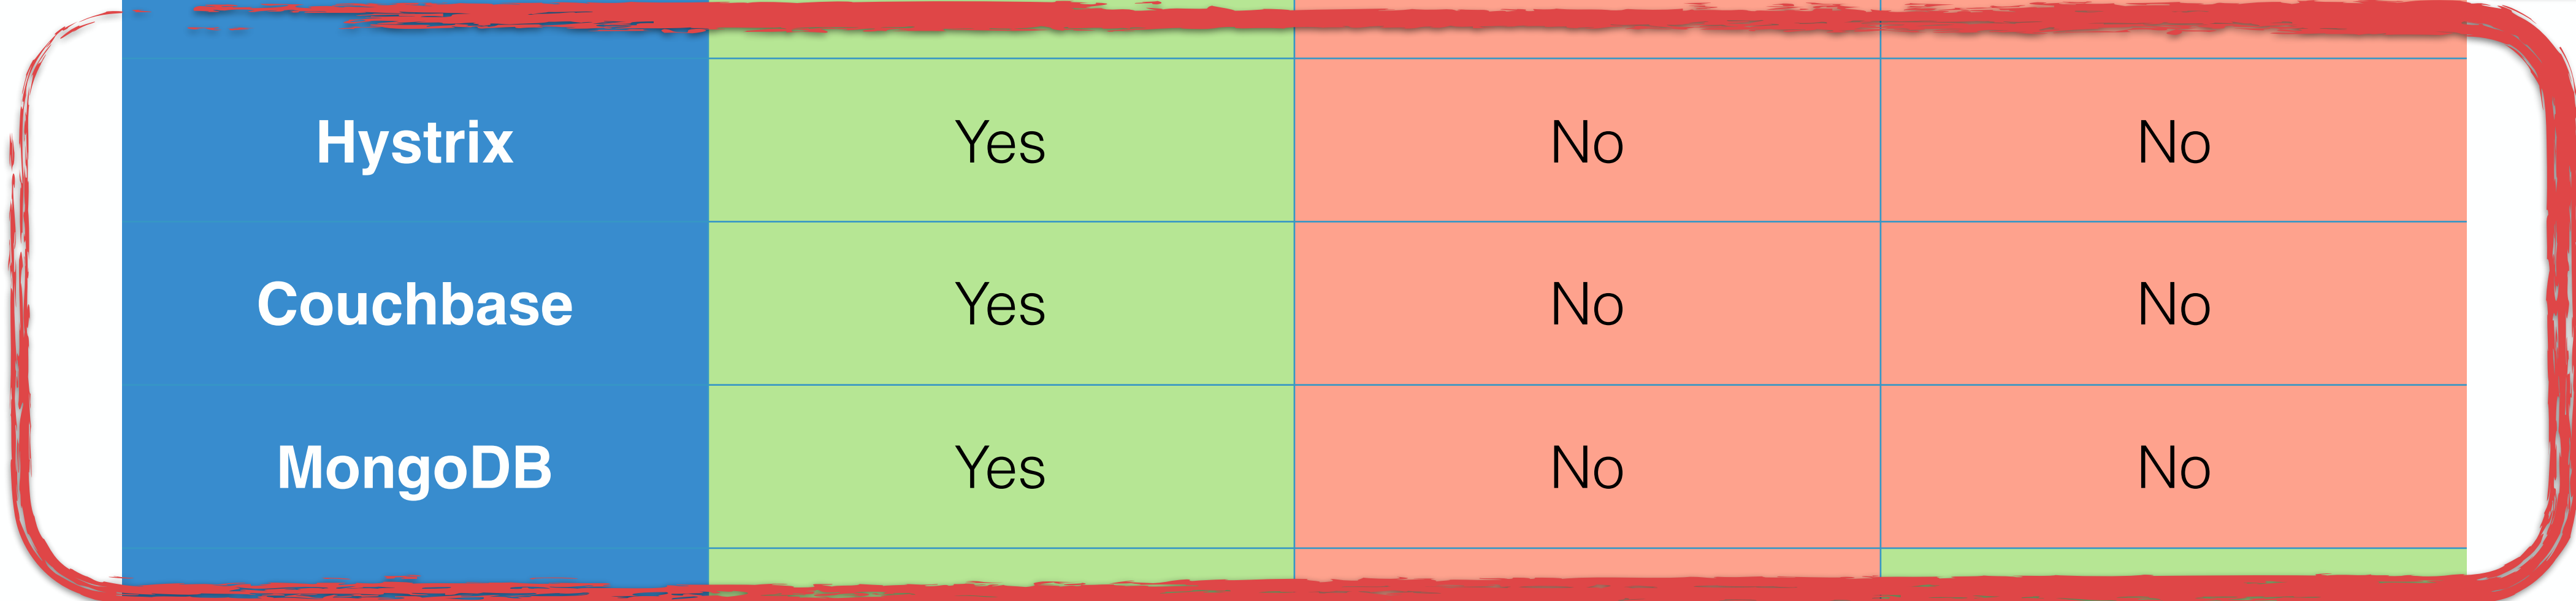 Hystrix Yes No No
Couchbase Yes No No
MongoDB Yes No No